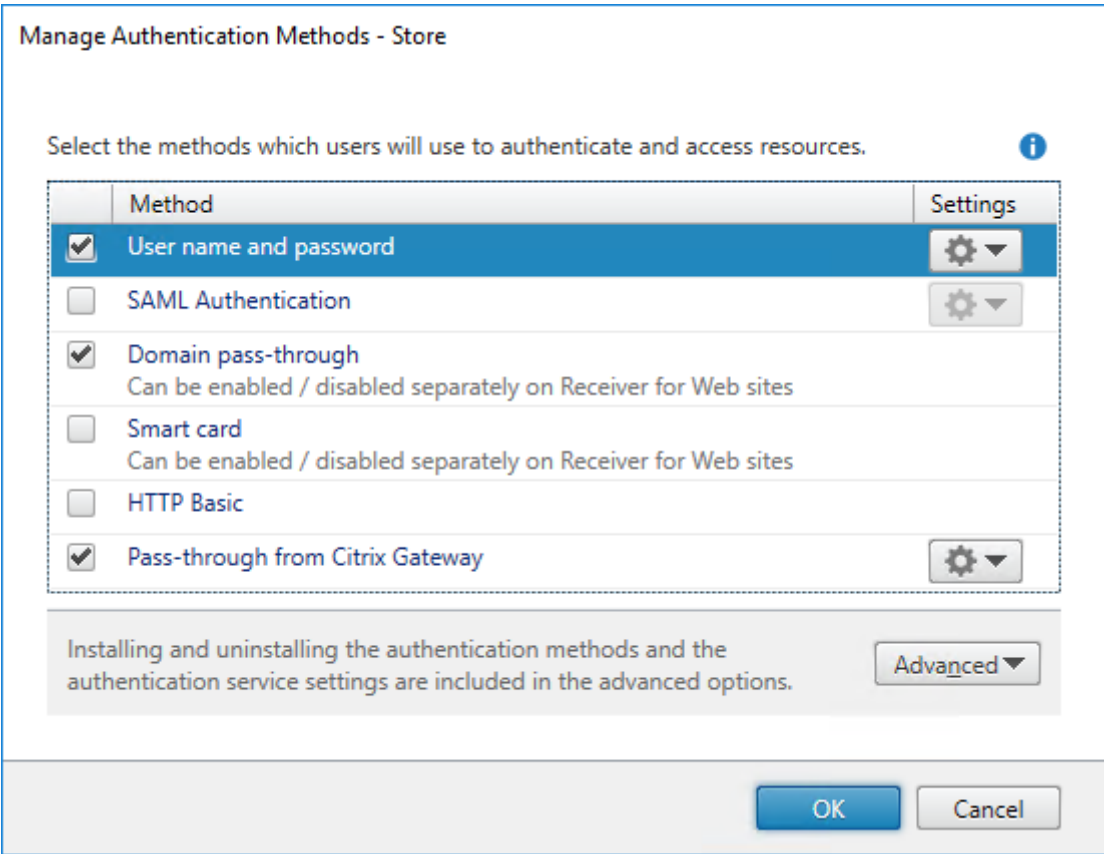 Manage Authentication Methods - Store
Select the methods which users will use to authenticate and access resources.
Method Settings
User name and password
SAML Authentication
Domain pass-through
Can be enabled / disabled separately on Receiver for Web sites
Smart card
Can be enabled / disabled separately on Receiver for Web sites
HTTP Basic
Pass-through from Citrix Gateway
Installing and uninstalling the authentication methods and the
authentication service settings are included in the advanced options.
Advanced
OK Cancel